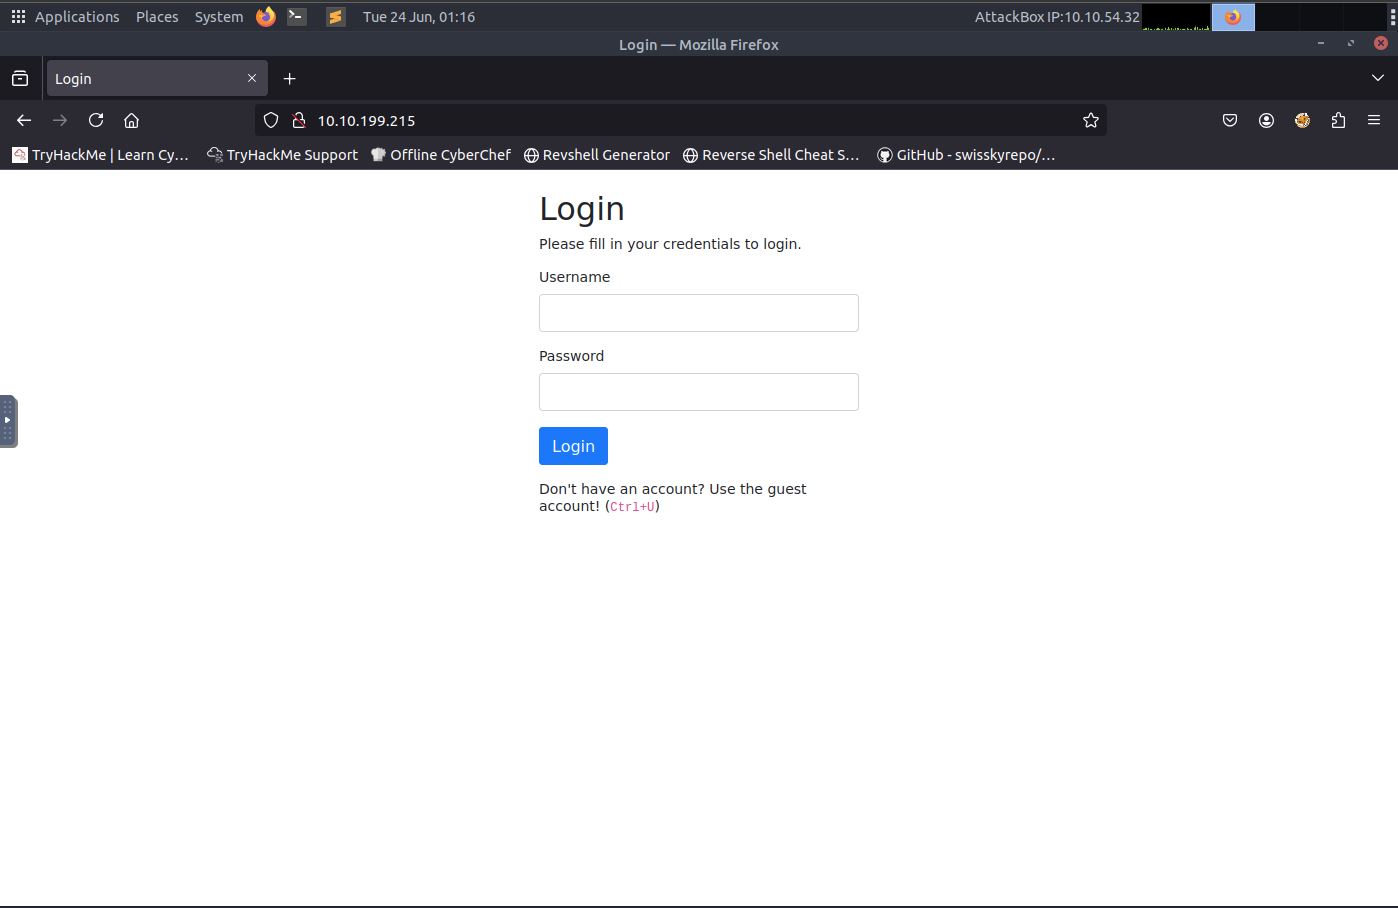 Applications Places System Tue 24 Jun, 01:16 AttackBox IP:10.10.54.32
Login — Mozilla Firefox
Login
10.10.199.215
TryHackMe | Learn Cy… TryHackMe Support Offline CyberChef Revshell Generator Reverse Shell Cheat S… GitHub - swisskyrepo/…
Login
Please fill in your credentials to login.
Username
Password
Login
Don't have an account? Use the guest
account! (Ctrl+U)